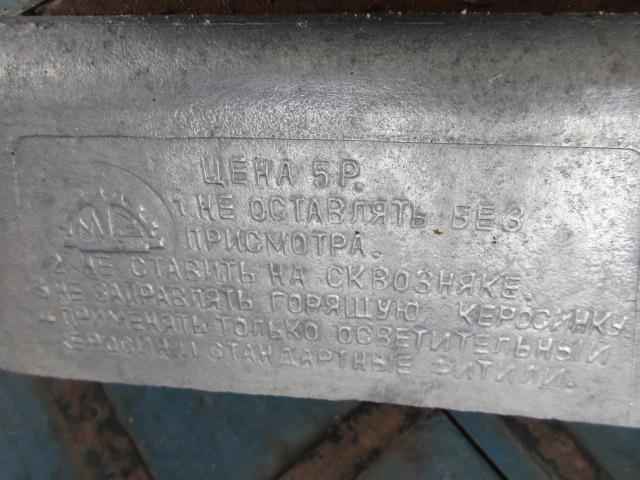 ЦЕНА 5Р.
1. НЕ ОСТАВЛЯТЬ БЕЗ
ПРИСМОТРА.
2. НЕ СТАВИТЬ НА СКВОЗНЯКЕ.
3. НЕ ЗАПРАВЛЯТЬ ГОРЯЩУЮ КЕРОСИНКУ
4. ПРИМЕНЯТЬ ТОЛЬКО ОСВЕТИТЕЛЬНЫЙ
КЕРОСИН И СТАНДАРТНЫЕ ФИТИЛИ.